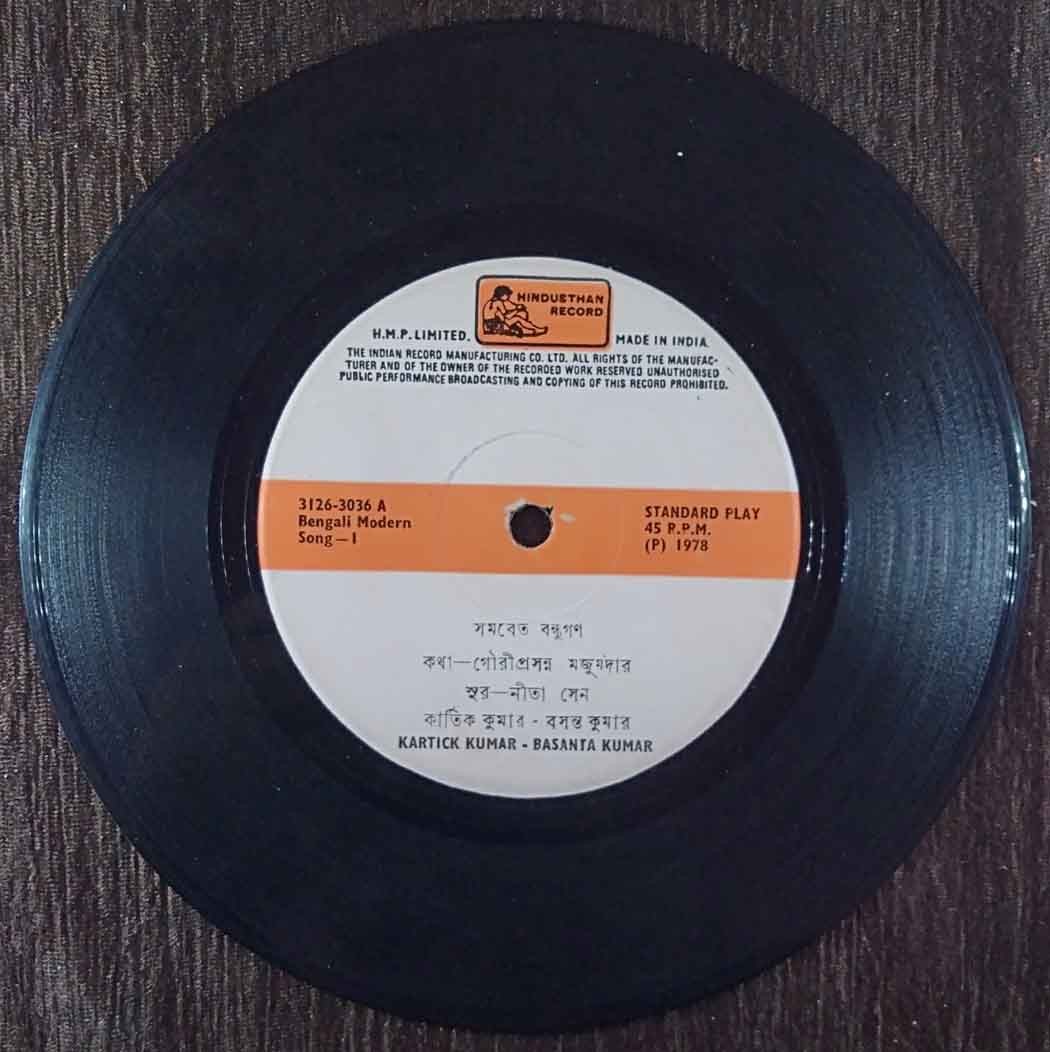 HINDUSTHAN
RECORD
H.M.P. LIMITED. MADE IN INDIA.
THE INDIAN RECORD MANUFACTURING CO. LTD. ALL RIGHTS OF THE MANUFAC-
TURER AND OF THE OWNER OF THE RECORDED WORK RESERVED UNAUTHORISED
PUBLIC PERFORMANCE BROADCASTING AND COPYING OF THIS RECORD PROHIBITED.
3126-3036 A
Bengali Modern
Song—1
STANDARD PLAY
45 R.P.M.
(P) 1978
সমবেত বন্ধুগণ
কথা—গৌরীপ্রসন্ন মজুমদার
সুর—নীতা সেন
কার্তিক কুমার - বসন্ত কুমার
KARTICK KUMAR - BASANTA KUMAR